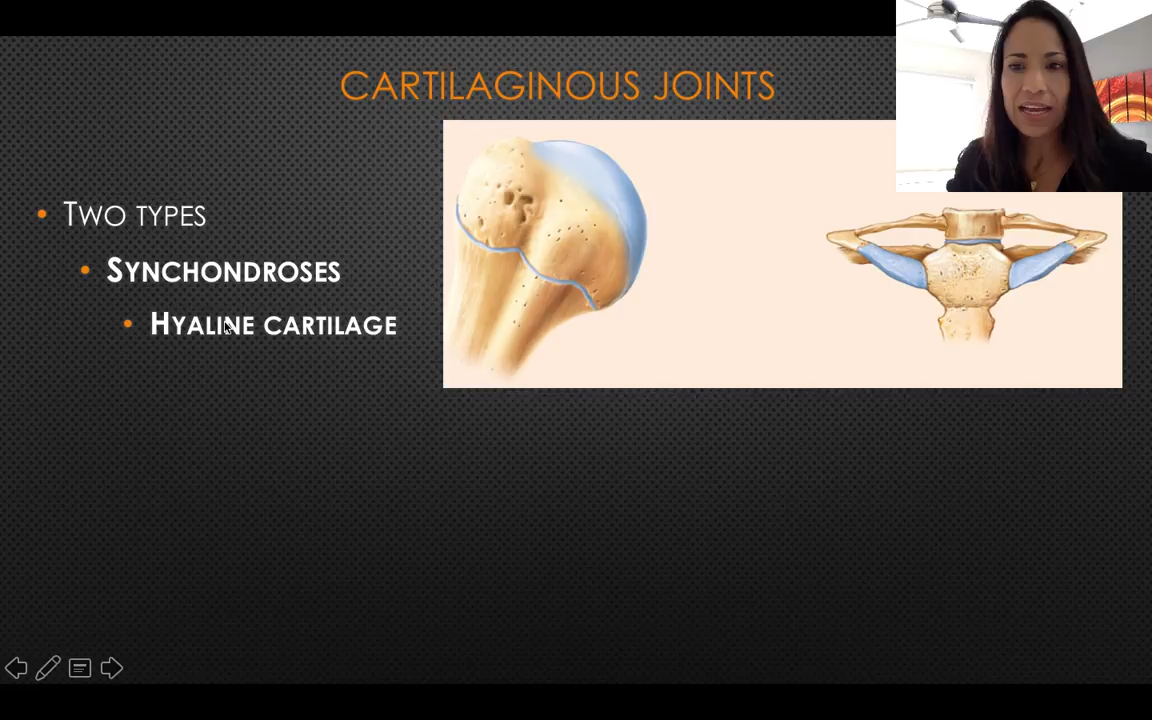 CARTILAGINOUS JOINTS
• TWO TYPES
• SYNCHONDROSES
• HYALINE CARTILAGE